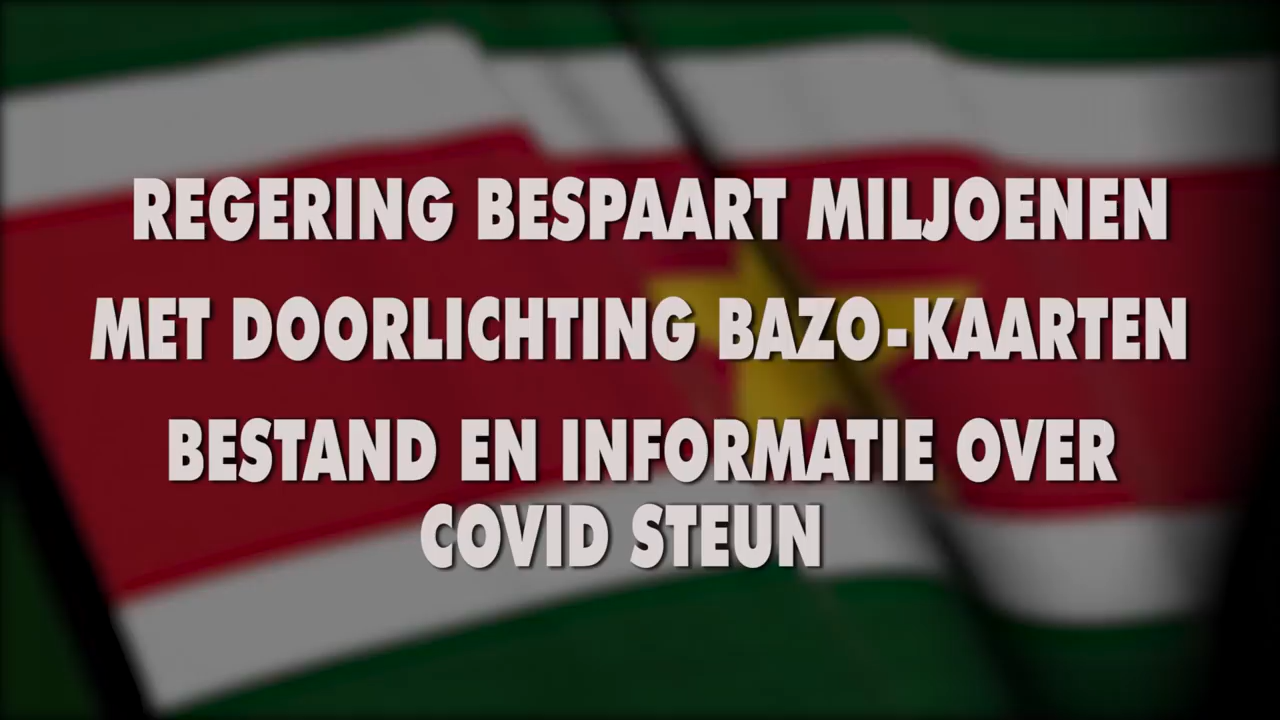 REGERING BESPAART MILJOENEN
MET DOORLICHTING BAZO-KAARTEN
BESTAND EN INFORMATIE OVER
COVID STEUN